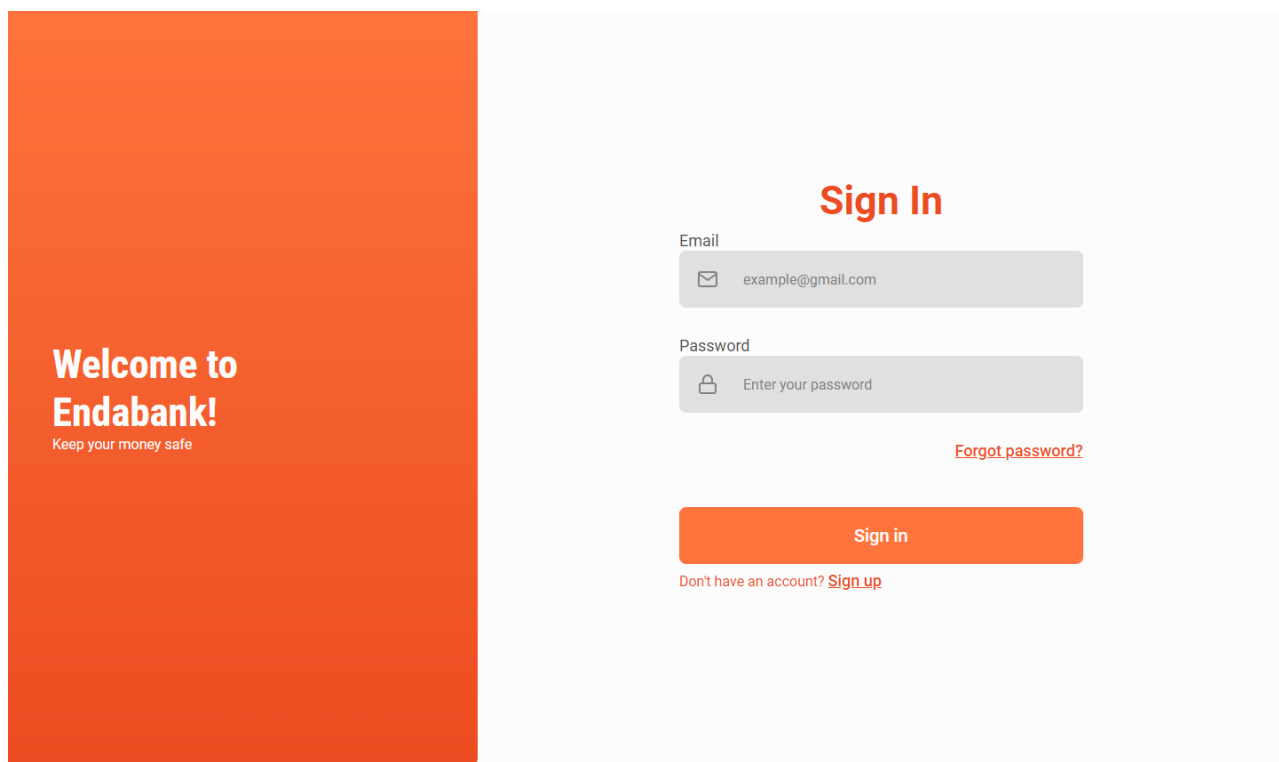 Welcome to
Endabank!
Keep your money safe
Sign In
Email
example@gmail.com
Password
Enter your password
Forgot password?
Sign in
Don't have an account? Sign up